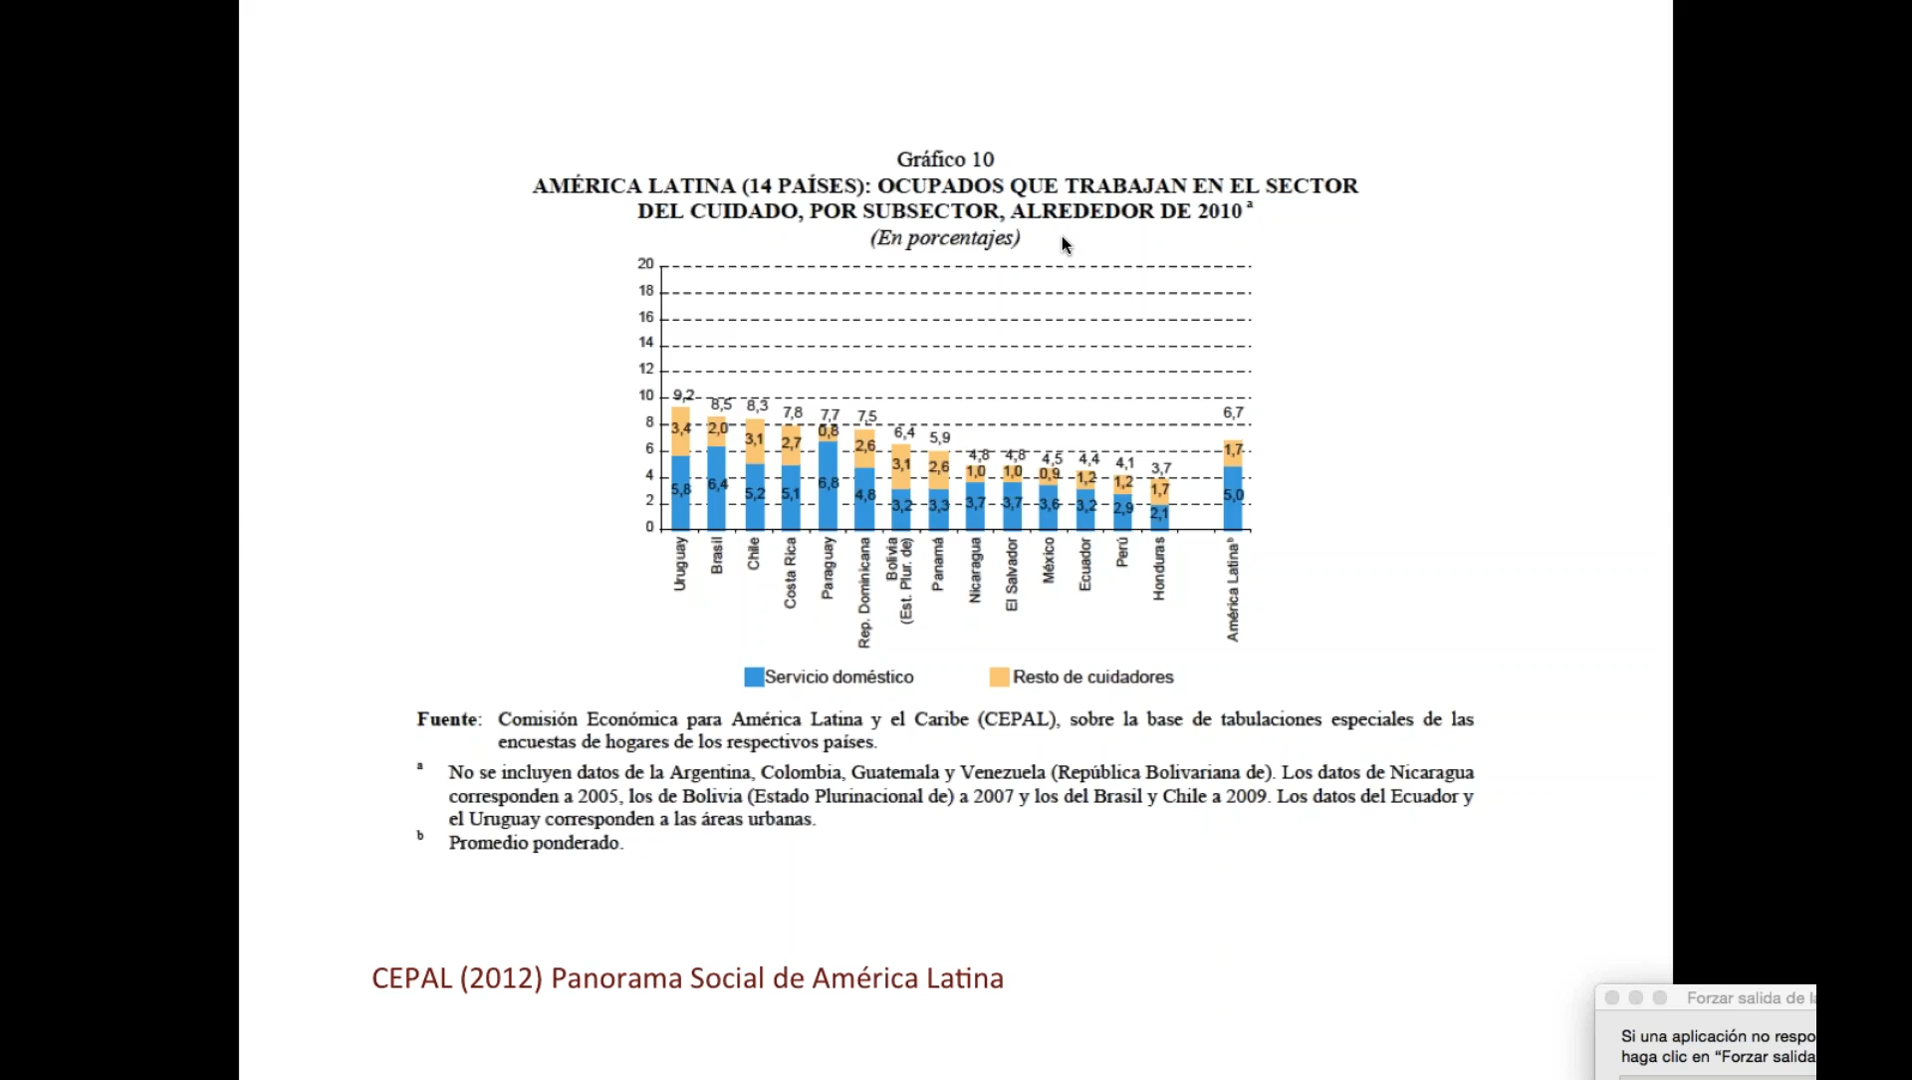 Gráfico 10
AMÉRICA LATINA (14 PAÍSES): OCUPADOS QUE TRABAJAN EN EL SECTOR
DEL CUIDADO, POR SUBSECTOR, ALREDEDOR DE 2010 a
(En porcentajes)
20
18
16
14
12
10
8
6
4
2
0
9,2 8,5 8,3 7,8 7,7 7,5 6,4 5,9 4,8 4,8 4,5 4,4 4,1 3,7 6,7
3,4 2,0 3,1 2,7 0,8 2,6 3,1 2,6 1,0 1,0 0,9 1,2 1,2 1,7 1,7
5,8 6,4 5,2 5,1 6,8 4,8 3,2 3,3 3,7 3,7 3,6 3,2 2,9 2,1 5,0
Uruguay
Brasil
Chile
Costa Rica
Paraguay
Rep. Dominicana
Bolivia
(Est. Plur. de)
Panamá
Nicaragua
El Salvador
México
Ecuador
Perú
Honduras
América Latina b
Servicio doméstico
Resto de cuidadores
Fuente: Comisión Económica para América Latina y el Caribe (CEPAL), sobre la base de tabulaciones especiales de las
encuestas de hogares de los respectivos países.
a No se incluyen datos de la Argentina, Colombia, Guatemala y Venezuela (República Bolivariana de). Los datos de Nicaragua
corresponden a 2005, los de Bolivia (Estado Plurinacional de) a 2007 y los del Brasil y Chile a 2009. Los datos del Ecuador y
el Uruguay corresponden a las áreas urbanas.
b Promedio ponderado.
CEPAL (2012) Panorama Social de América Latina
Forzar salida de
Si una aplicación no respo
haga clic en “Forzar salida